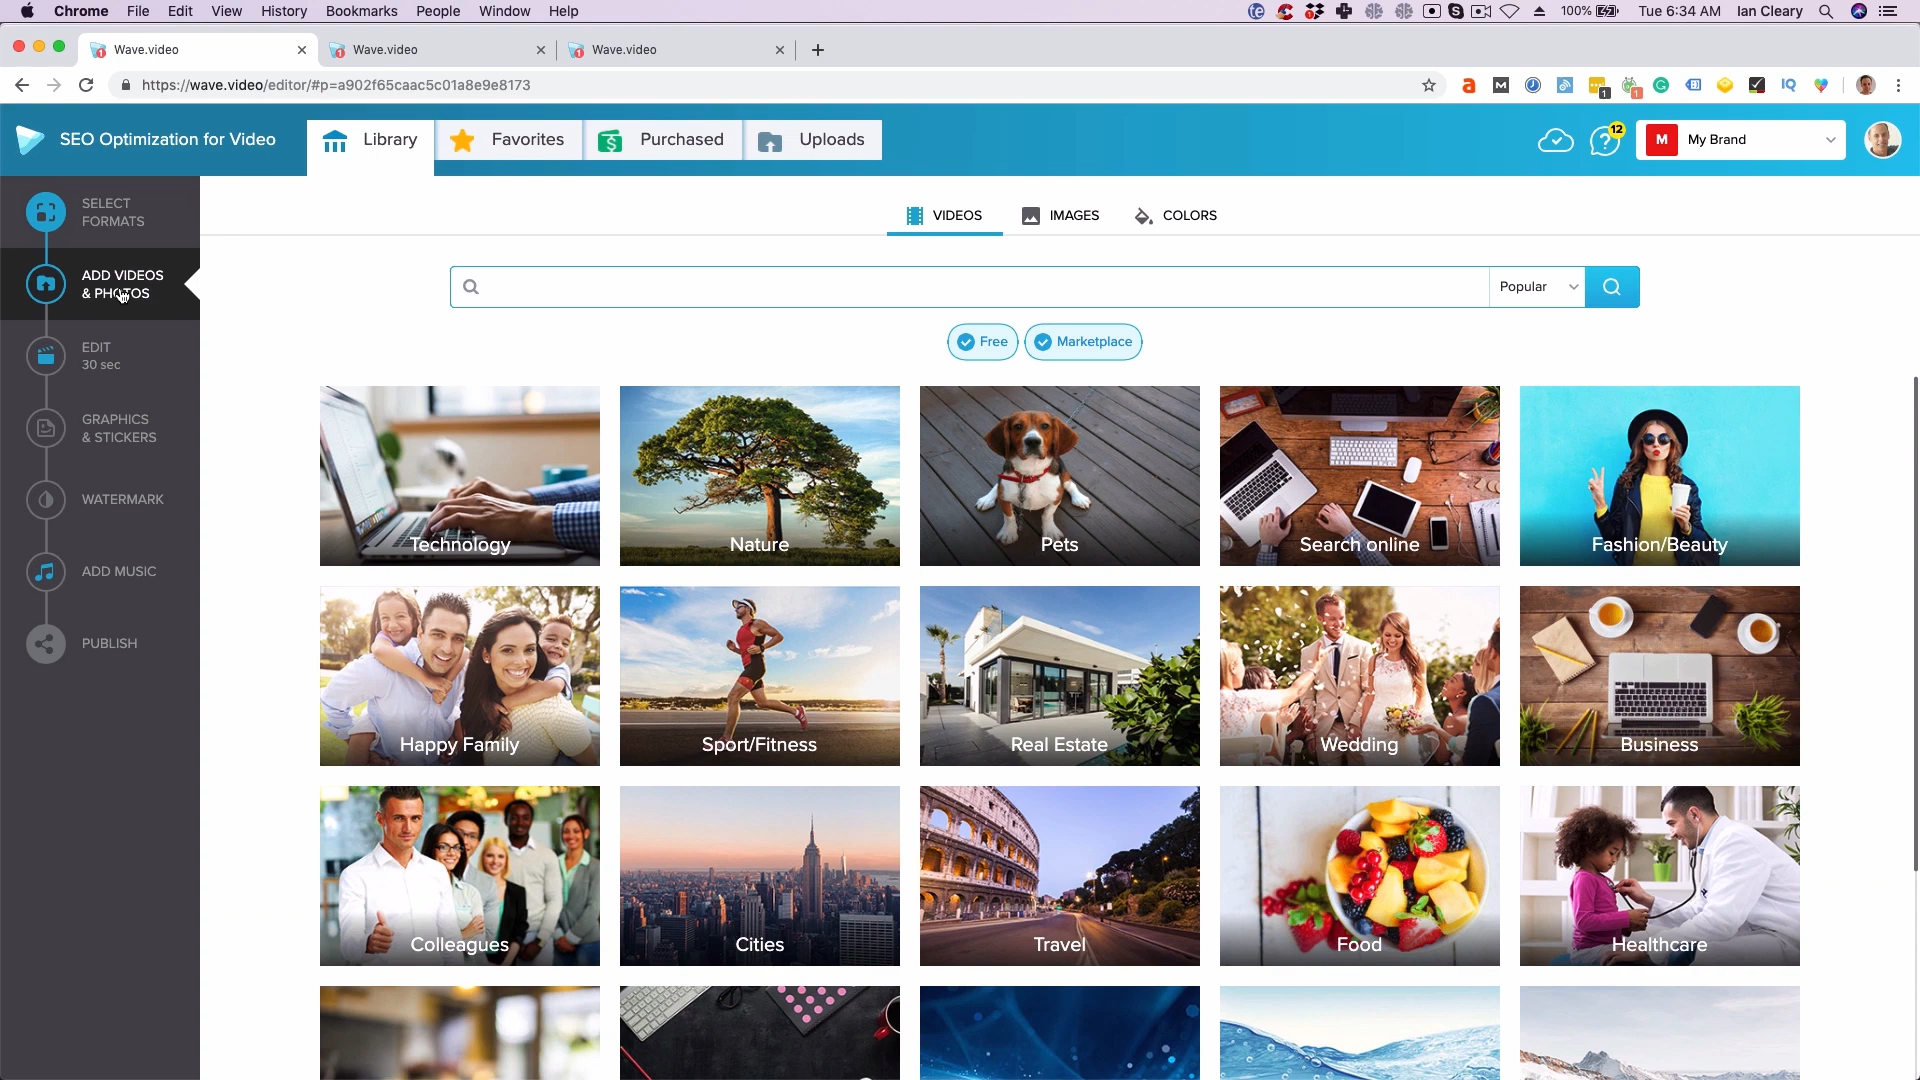 Chrome File Edit View History Bookmarks People Window Help 100% Tue 6:34 AM Ian Cleary
Wave.video Wave.video Wave.video
https://wave.video/editor/#p=a902f65caac5c01a8e9e8173
SEO Optimization for Video Library Favorites Purchased Uploads 12 M My Brand
SELECT
FORMATS
ADD VIDEOS
& PHOTOS
EDIT
30 sec
GRAPHICS
& STICKERS
WATERMARK
ADD MUSIC
PUBLISH
VIDEOS IMAGES COLORS
Popular
Free Marketplace
Technology Nature Pets Search online Fashion/Beauty
Happy Family Sport/Fitness Real Estate Wedding Business
Colleagues Cities Travel Food Healthcare